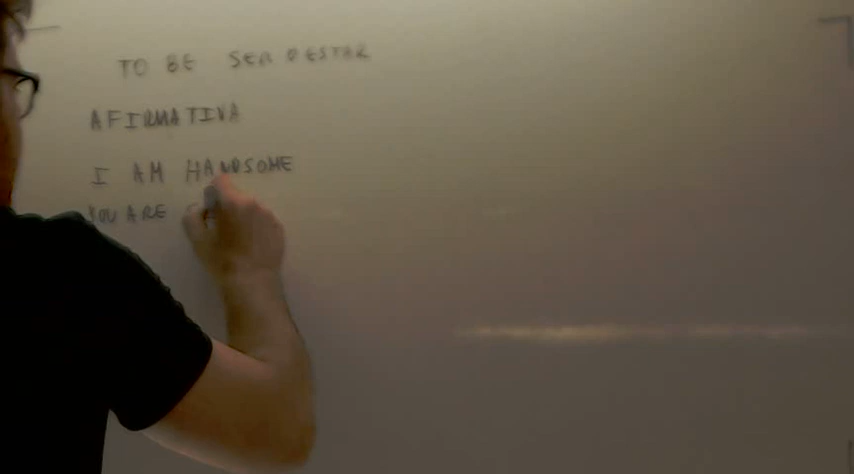 TO BE SER O ESTAR
AFIRMATIVA
I AM HANDSOME
YOU ARE